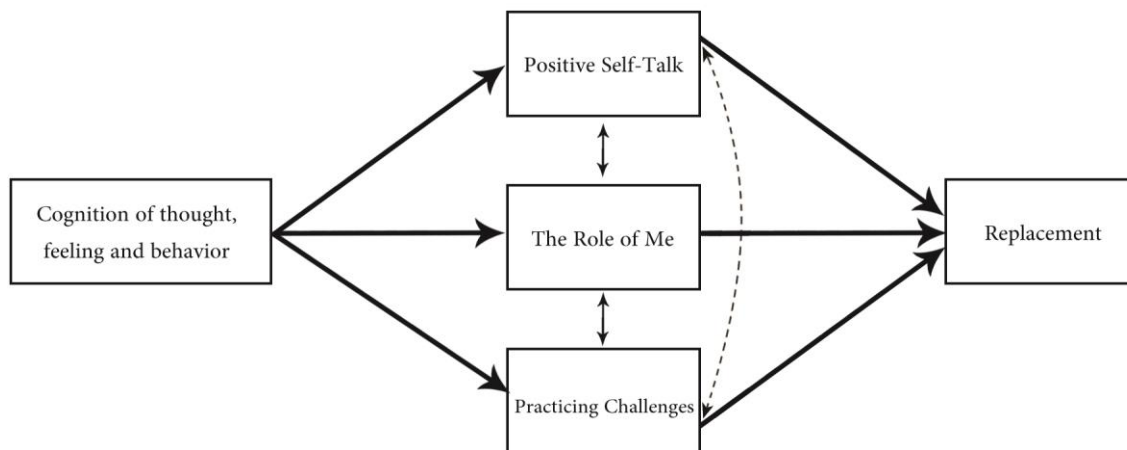 Positive Self-Talk
Cognition of thought,
feeling and behavior
The Role of Me
Replacement
Practicing Challenges